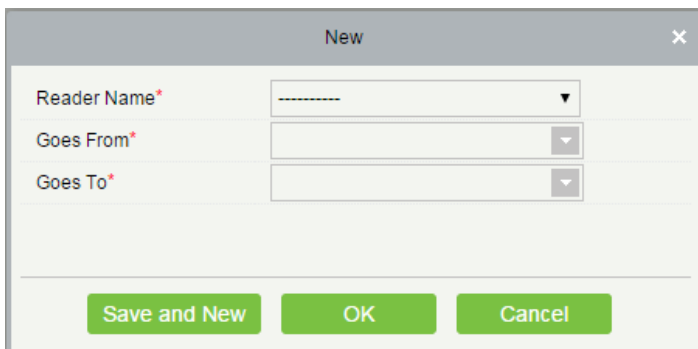 New
Reader Name* ----------
Goes From*
Goes To*
Save and New OK Cancel